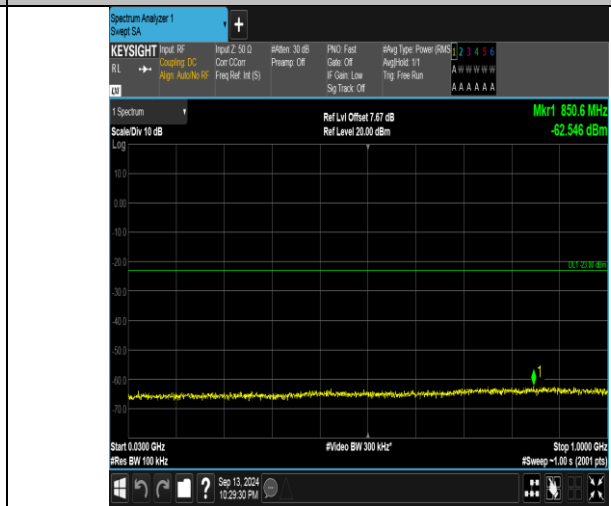 Spectrum Analyzer 1
Swept SA
+
KEYSIGHT Input: RF Input Z: 50 Ω #Atten: 30 dB PNO: Fast #Avg Type: Power (RMS 1 2 3 4 5 6
RL Coupling: DC Corr CCorr Preamp: Off Gate: Off Avg|Hold: 1/1 A W W W W W
Align: Auto/No RF Freq Ref: Int (S) IF Gain: Low Trig: Free Run
Sig Track: Off A A A A A A
1 Spectrum Ref Lvl Offset 7.67 dB Mkr1 850.6 MHz
Scale/Div 10 dB Ref Level 20.00 dBm -62.546 dBm
Log
10.0
0.00
-10.0
-20.0
DL1 -23.00 dBm
-30.0
-40.0
-50.0
-60.0
1
-70.0
Start 0.0300 GHz #Video BW 300 kHz* Stop 1.0000 GHz
#Res BW 100 kHz #Sweep ~1.00 s (2001 pts)
? Sep 13, 2024
10:29:30 PM